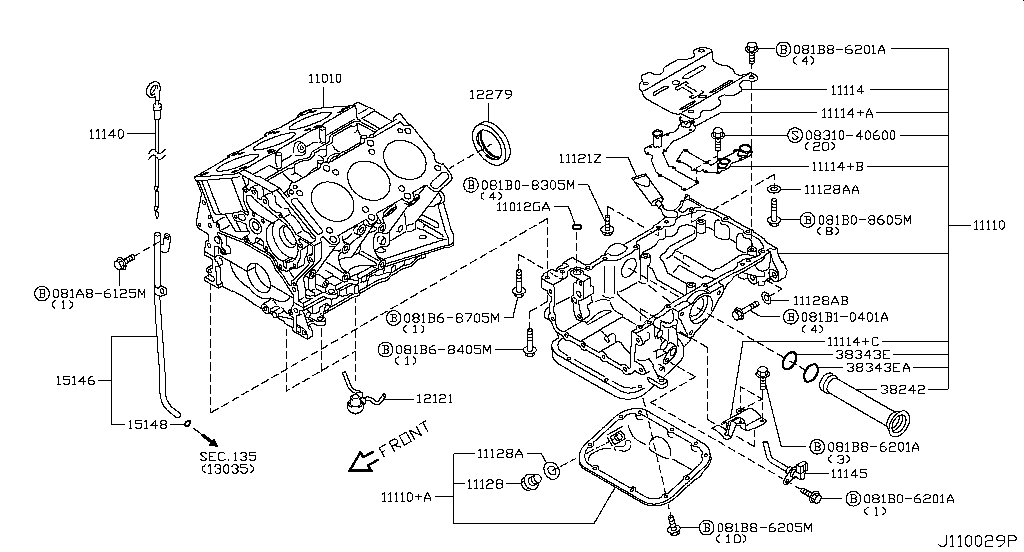 11010
11140
12279
B 081B8-6201A
(4)
11114
11114+A
S 08310-40600
(20)
11121Z
11114+B
B 081B0-8305M
(4)
11128AA
11012GA
B 081B0-8605M
(8)
11110
B 081A8-6125M
(1)
B 081B6-8705M
(1)
11128AB
B 081B1-0401A
(4)
B 081B6-8405M
(1)
11114+C
38343E
38343EA
15146
12121
38242
15148
SEC.135
(13035)
FRONT
B 081B8-6201A
(3)
11128A
11145
11128
11110+A
B 081B0-6201A
(1)
B 081B8-6205M
(10)
J110029P